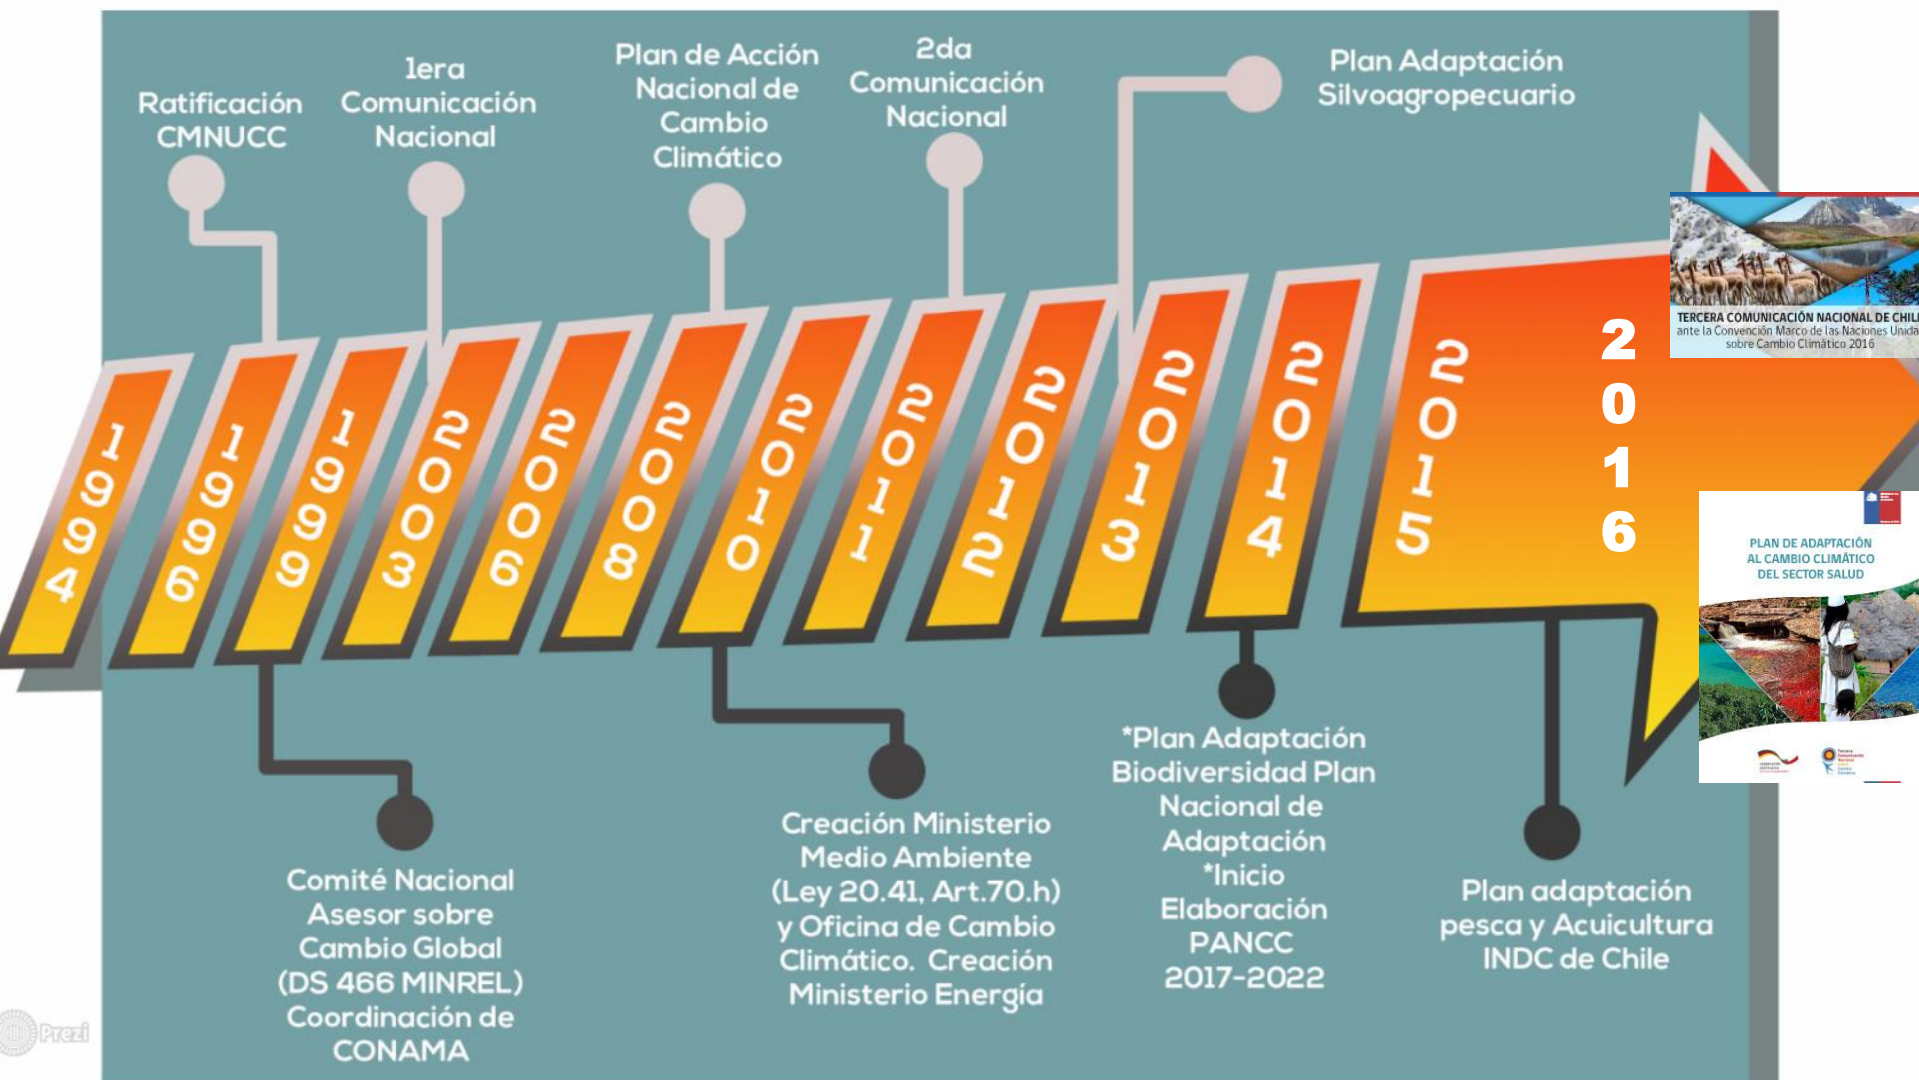 Ratificación
CMNUCC
1era
Comunicación
Nacional
Plan de Acción
Nacional de
Cambio
Climático
2da
Comunicación
Nacional
Plan Adaptación
Silvoagropecuario
1994
1996
1999
2003
2006
2008
2010
2011
2012
2013
2014
2015
2016
TERCERA COMUNICACIÓN NACIONAL DE CHIL
ante la Convención Marco de las Naciones Unida
sobre Cambio Climático 2016
PLAN DE ADAPTACIÓN
AL CAMBIO CLIMÁTICO
DEL SECTOR SALUD
Comité Nacional
Asesor sobre
Cambio Global
(DS 466 MINREL)
Coordinación de
CONAMA
Creación Ministerio
Medio Ambiente
(Ley 20.41, Art.70.h)
y Oficina de Cambio
Climático. Creación
Ministerio Energía
*Plan Adaptación
Biodiversidad Plan
Nacional de
Adaptación
*Inicio
Elaboración
PANCC
2017-2022
Plan adaptación
pesca y Acuicultura
INDC de Chile
Prezi